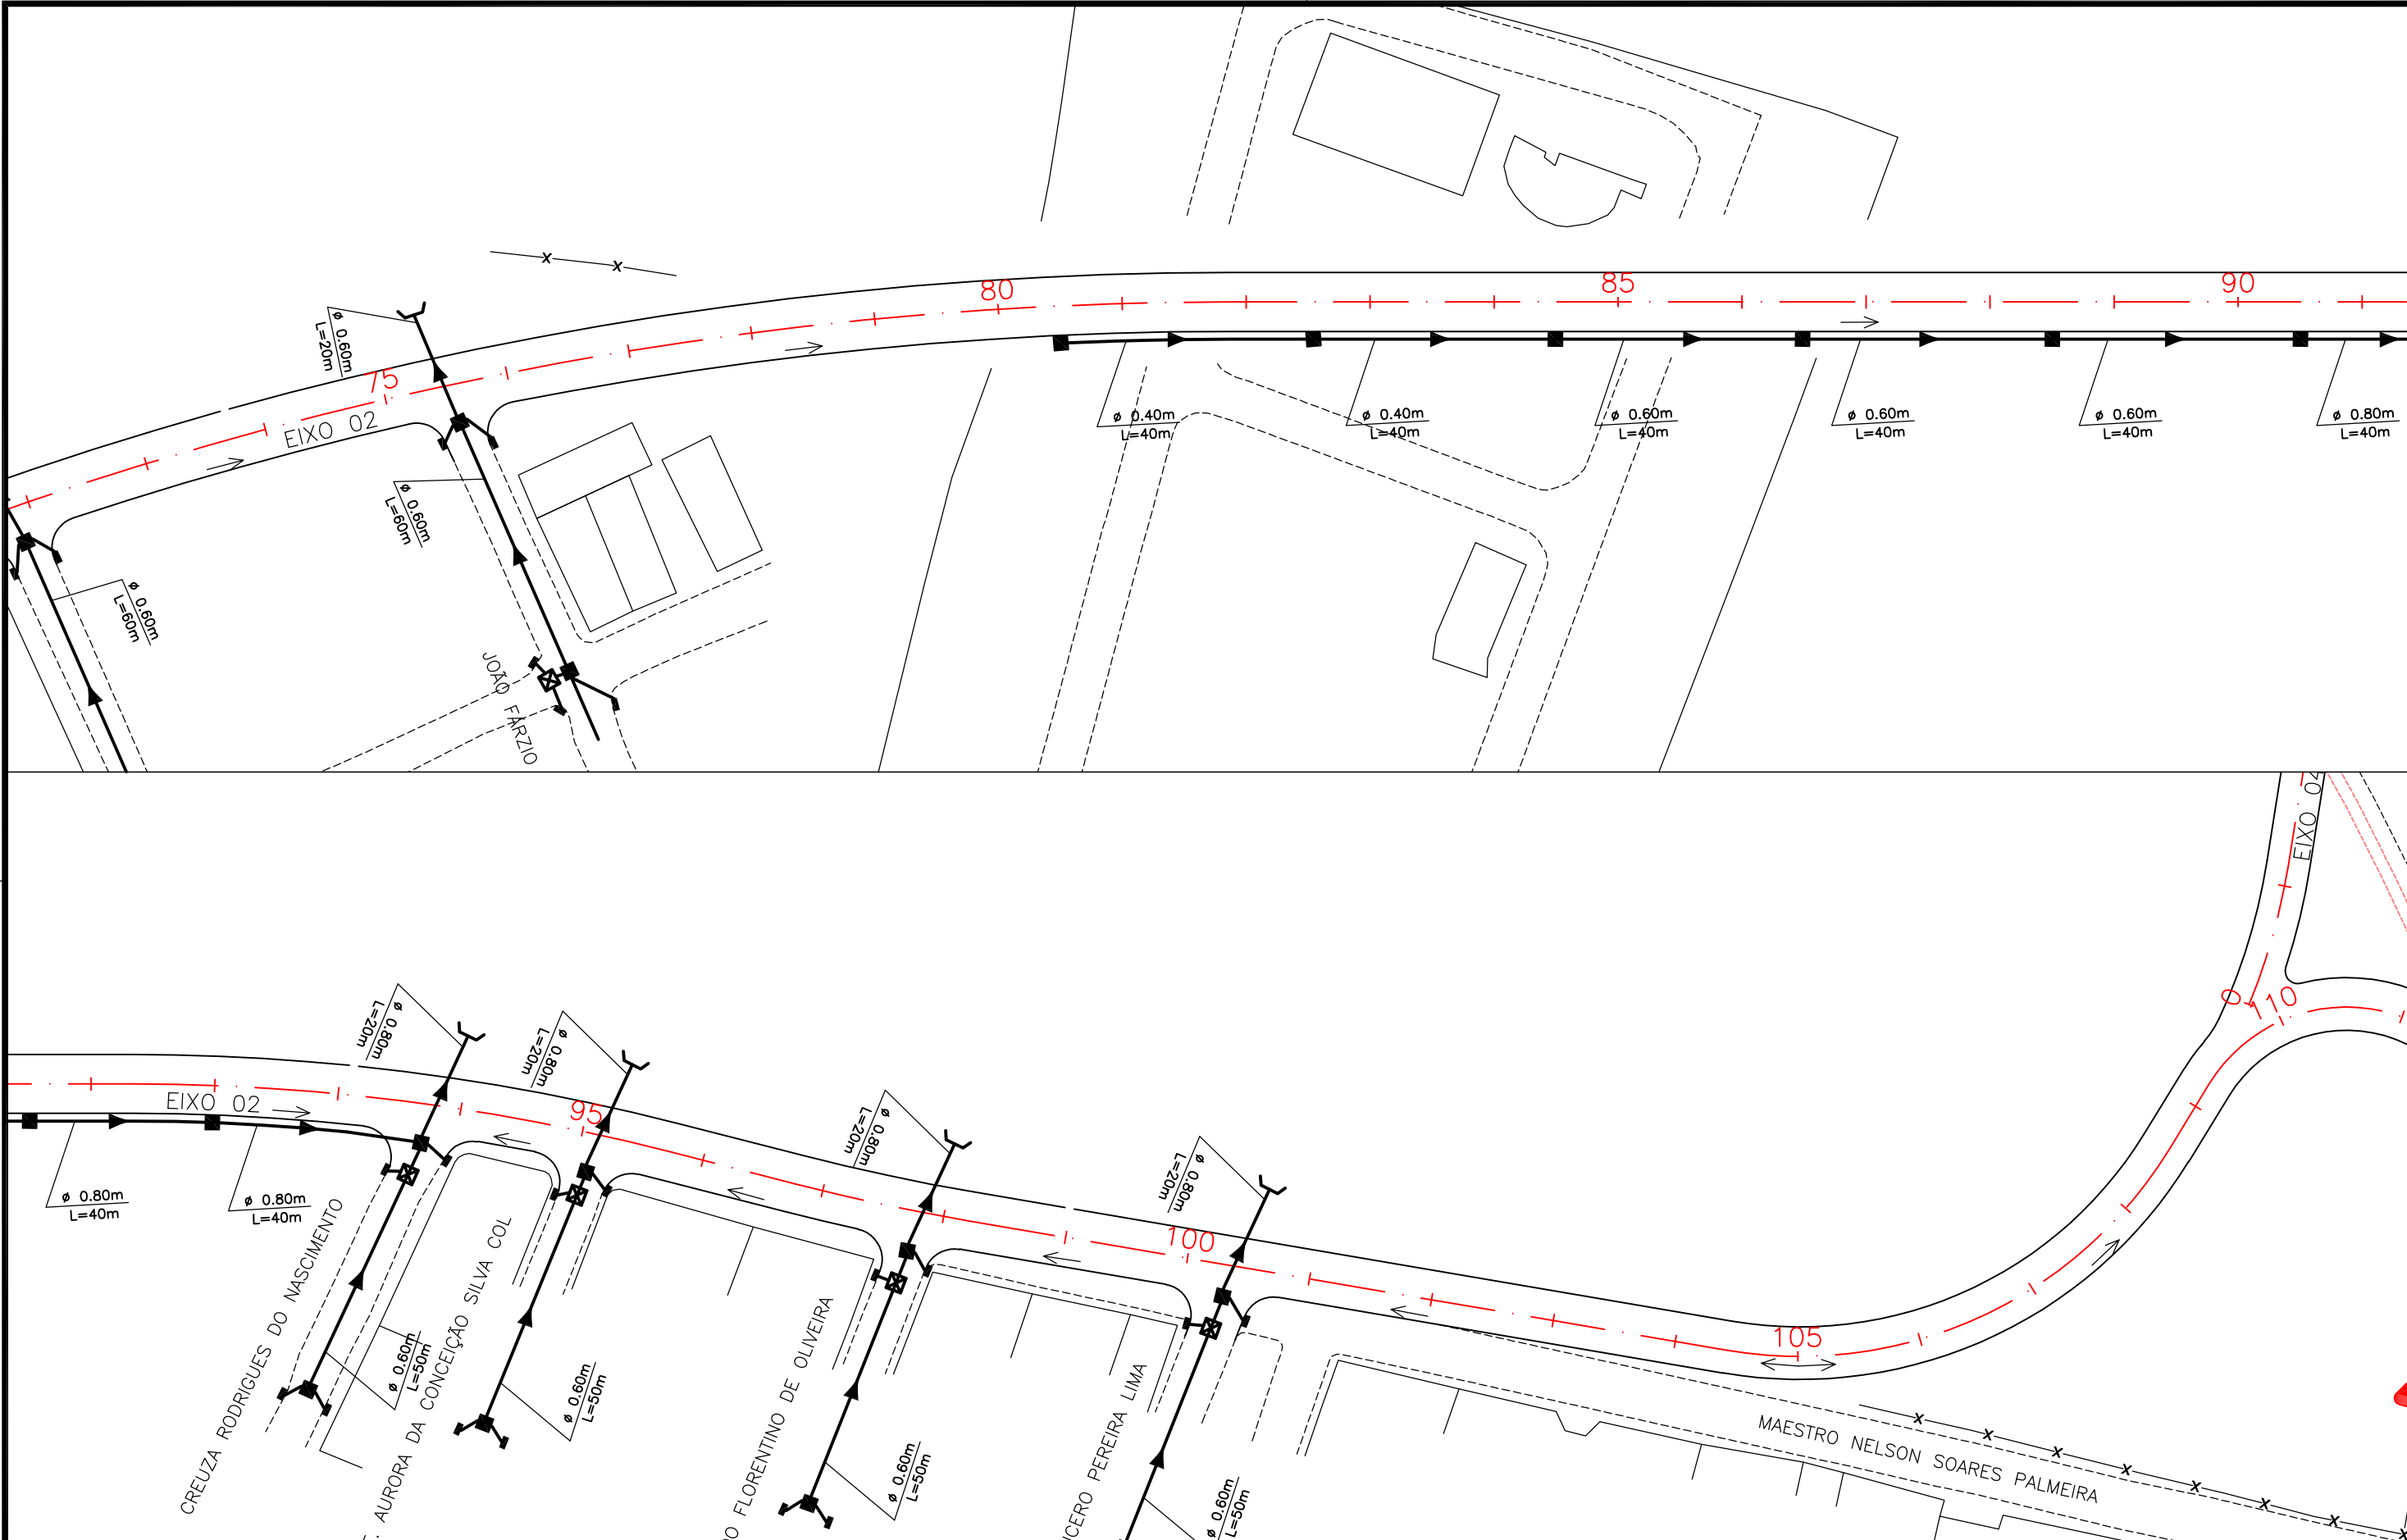 80
85
90
ø 0.60m
L=20m
75
EIXO 02
ø 0.40m
L=40m
ø 0.40m
L=40m
ø 0.60m
L=40m
ø 0.60m
L=40m
ø 0.60m
L=40m
ø 0.80m
L=40m
ø 0.60m
L=60m
ø 0.60m
L=60m
JOÃO FARZIO
EIXO 04
0
110
ø 0.80m
L=20m
ø 0.80m
L=20m
ø 0.80m
L=20m
ø 0.80m
L=20m
EIXO 02
95
100
105
ø 0.80m
L=40m
ø 0.80m
L=40m
CREUZA RODRIGUES DO NASCIMENTO
ø 0.60m
L=50m
AURORA DA CONCEIÇÃO SILVA COL
ø 0.60m
L=50m
FLORENTINO DE OLIVEIRA
ø 0.60m
L=50m
PEREIRA LIMA
ø 0.60m
L=50m
MAESTRO NELSON SOARES PALMEIRA